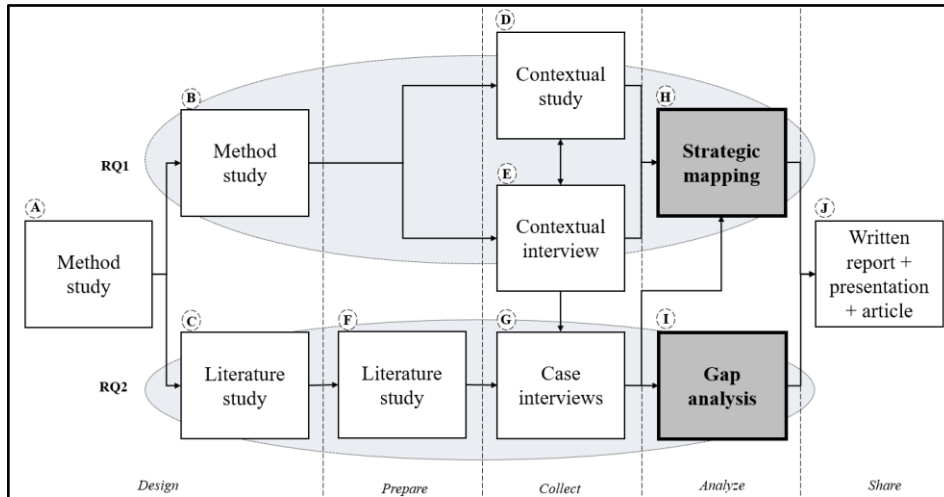 D
Contextual
study
B
Method
study
H
Strategic
mapping
RQ1
E
Contextual
interview
A
Method
study
J
Written
report +
presentation
+ article
C
Literature
study
F
Literature
study
G
Case
interviews
I
Gap
analysis
RQ2
Design
Prepare
Collect
Analyze
Share